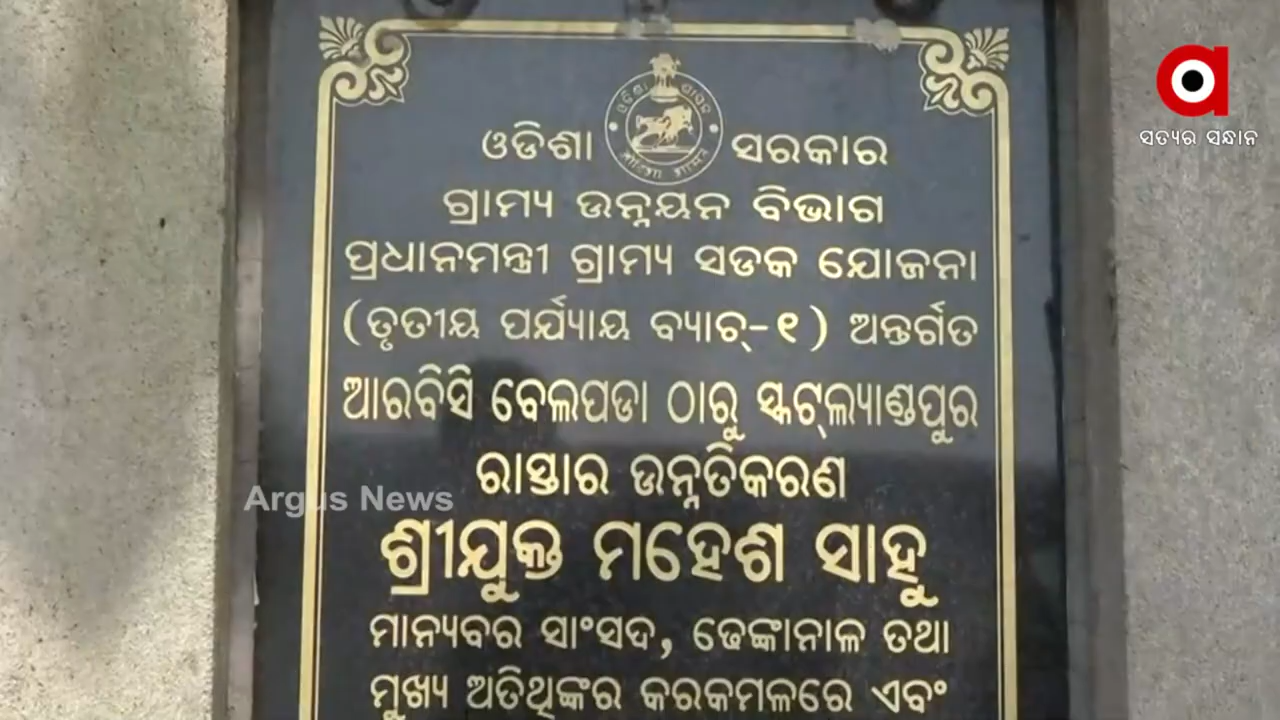 ସତ୍ୟର ସନ୍ଧାନ
ଓଡିଶା ସରକାର
ଗ୍ରାମ୍ୟ ଉନ୍ନୟନ ବିଭାଗ
ପ୍ରଧାନମନ୍ତ୍ରୀ ଗ୍ରାମ୍ୟ ସଡକ ଯୋଜନା
(ତୃତୀୟ ପର୍ଯ୍ୟାୟ ବ୍ୟାଚ୍-୧) ଅନ୍ତର୍ଗତ
ଆରବିସି ବେଲପଡା ଠାରୁ ସ୍କଟ୍‌ଲ୍ୟାଣ୍ଡପୁର
ରାସ୍ତାର ଉନ୍ନତିକରଣ
Argus News
ଶ୍ରୀଯୁକ୍ତ ମହେଶ ସାହୁ
ମାନ୍ୟବର ସାଂସଦ, ଢେଙ୍କାନାଳ ତଥା
ମୁଖ୍ୟ ଅତିଥିଙ୍କର କରକମଳରେ ଏବଂ